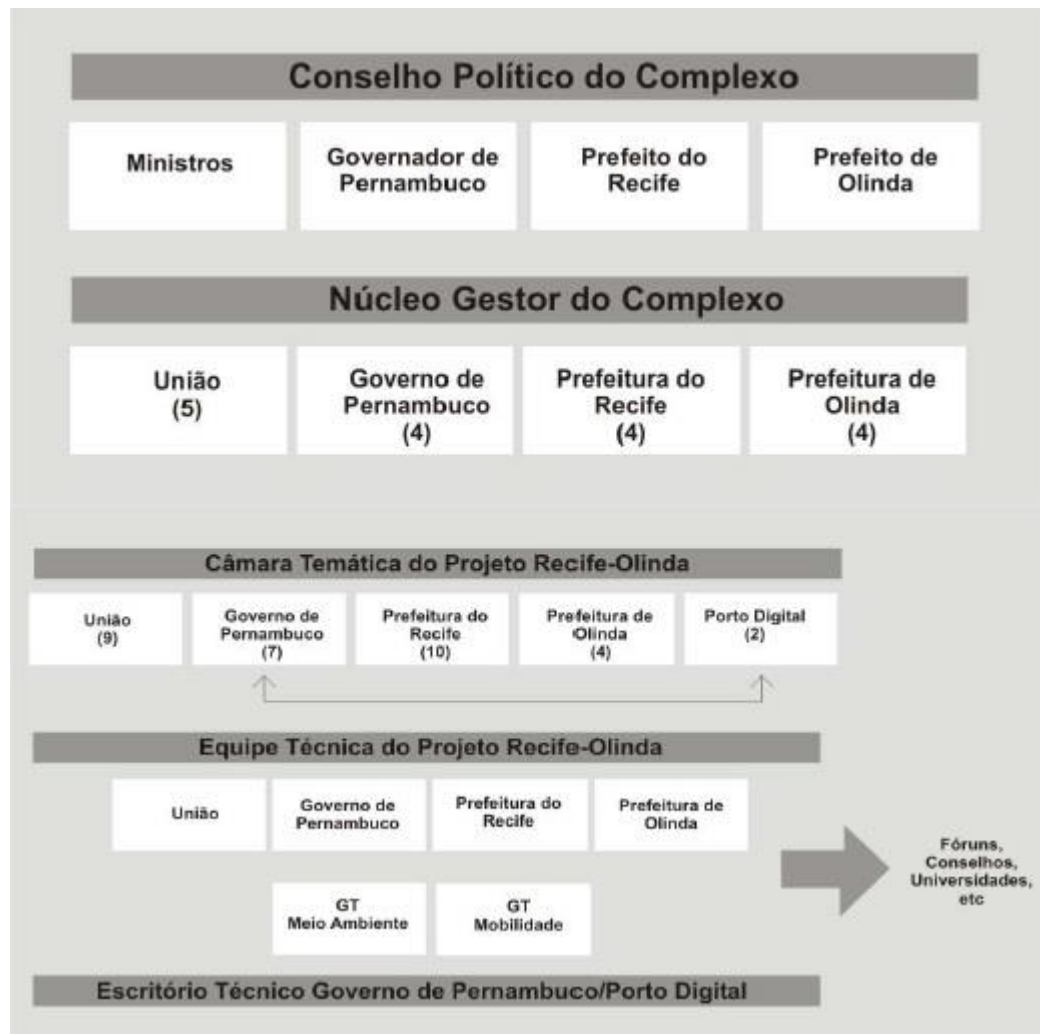 Conselho Político do Complexo
Ministros
Governador de
Pernambuco
Prefeito do
Recife
Prefeito de
Olinda
Núcleo Gestor do Complexo
União
(5)
Governo de
Pernambuco
(4)
Prefeitura do
Recife
(4)
Prefeitura de
Olinda
(4)
Câmara Temática do Projeto Recife-Olinda
União
(9)
Governo de
Pernambuco
(7)
Prefeitura do
Recife
(10)
Prefeitura de
Olinda
(4)
Porto Digital
(2)
Equipe Técnica do Projeto Recife-Olinda
União
Governo de
Pernambuco
Prefeitura do
Recife
Prefeitura de
Olinda
GT
Meio Ambiente
GT
Mobilidade
Fóruns,
Conselhos,
Universidades,
etc
Escritório Técnico Governo de Pernambuco/Porto Digital